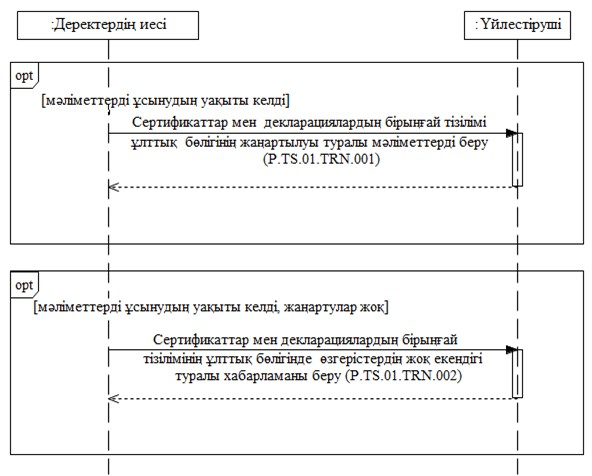 :Деректердің иесі
:Үйлестіруші
opt
[мәліметтерді ұсынудың уақыты келді]
Сертификаттар мен декларациялардың бірыңғай тізілімі
ұлттық бөлігінің жаңартылуы туралы мәліметтерді беру
(P.TS.01.TRN.001)
opt
[мәліметтерді ұсынудың уақыты келді, жаңартулар жоқ]
Сертификаттар мен декларациялардың бірыңғай
тізілімінің ұлттық бөлігінде өзгерістердің жоқ екендігі
туралы хабарламаны беру (P.TS.01.TRN.002)